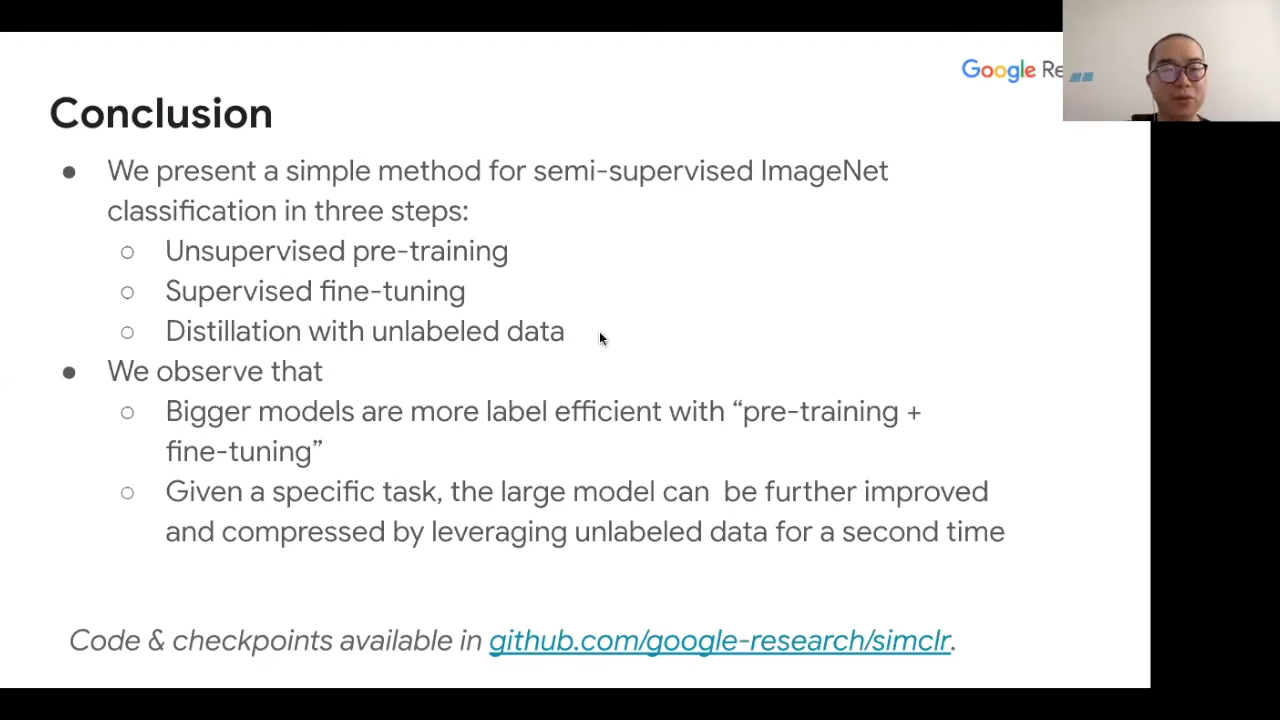 Google Re
Conclusion
● We present a simple method for semi-supervised ImageNet
classification in three steps:
○ Unsupervised pre-training
○ Supervised fine-tuning
○ Distillation with unlabeled data
● We observe that
○ Bigger models are more label efficient with “pre-training +
fine-tuning”
○ Given a specific task, the large model can be further improved
and compressed by leveraging unlabeled data for a second time
Code & checkpoints available in github.com/google-research/simclr.